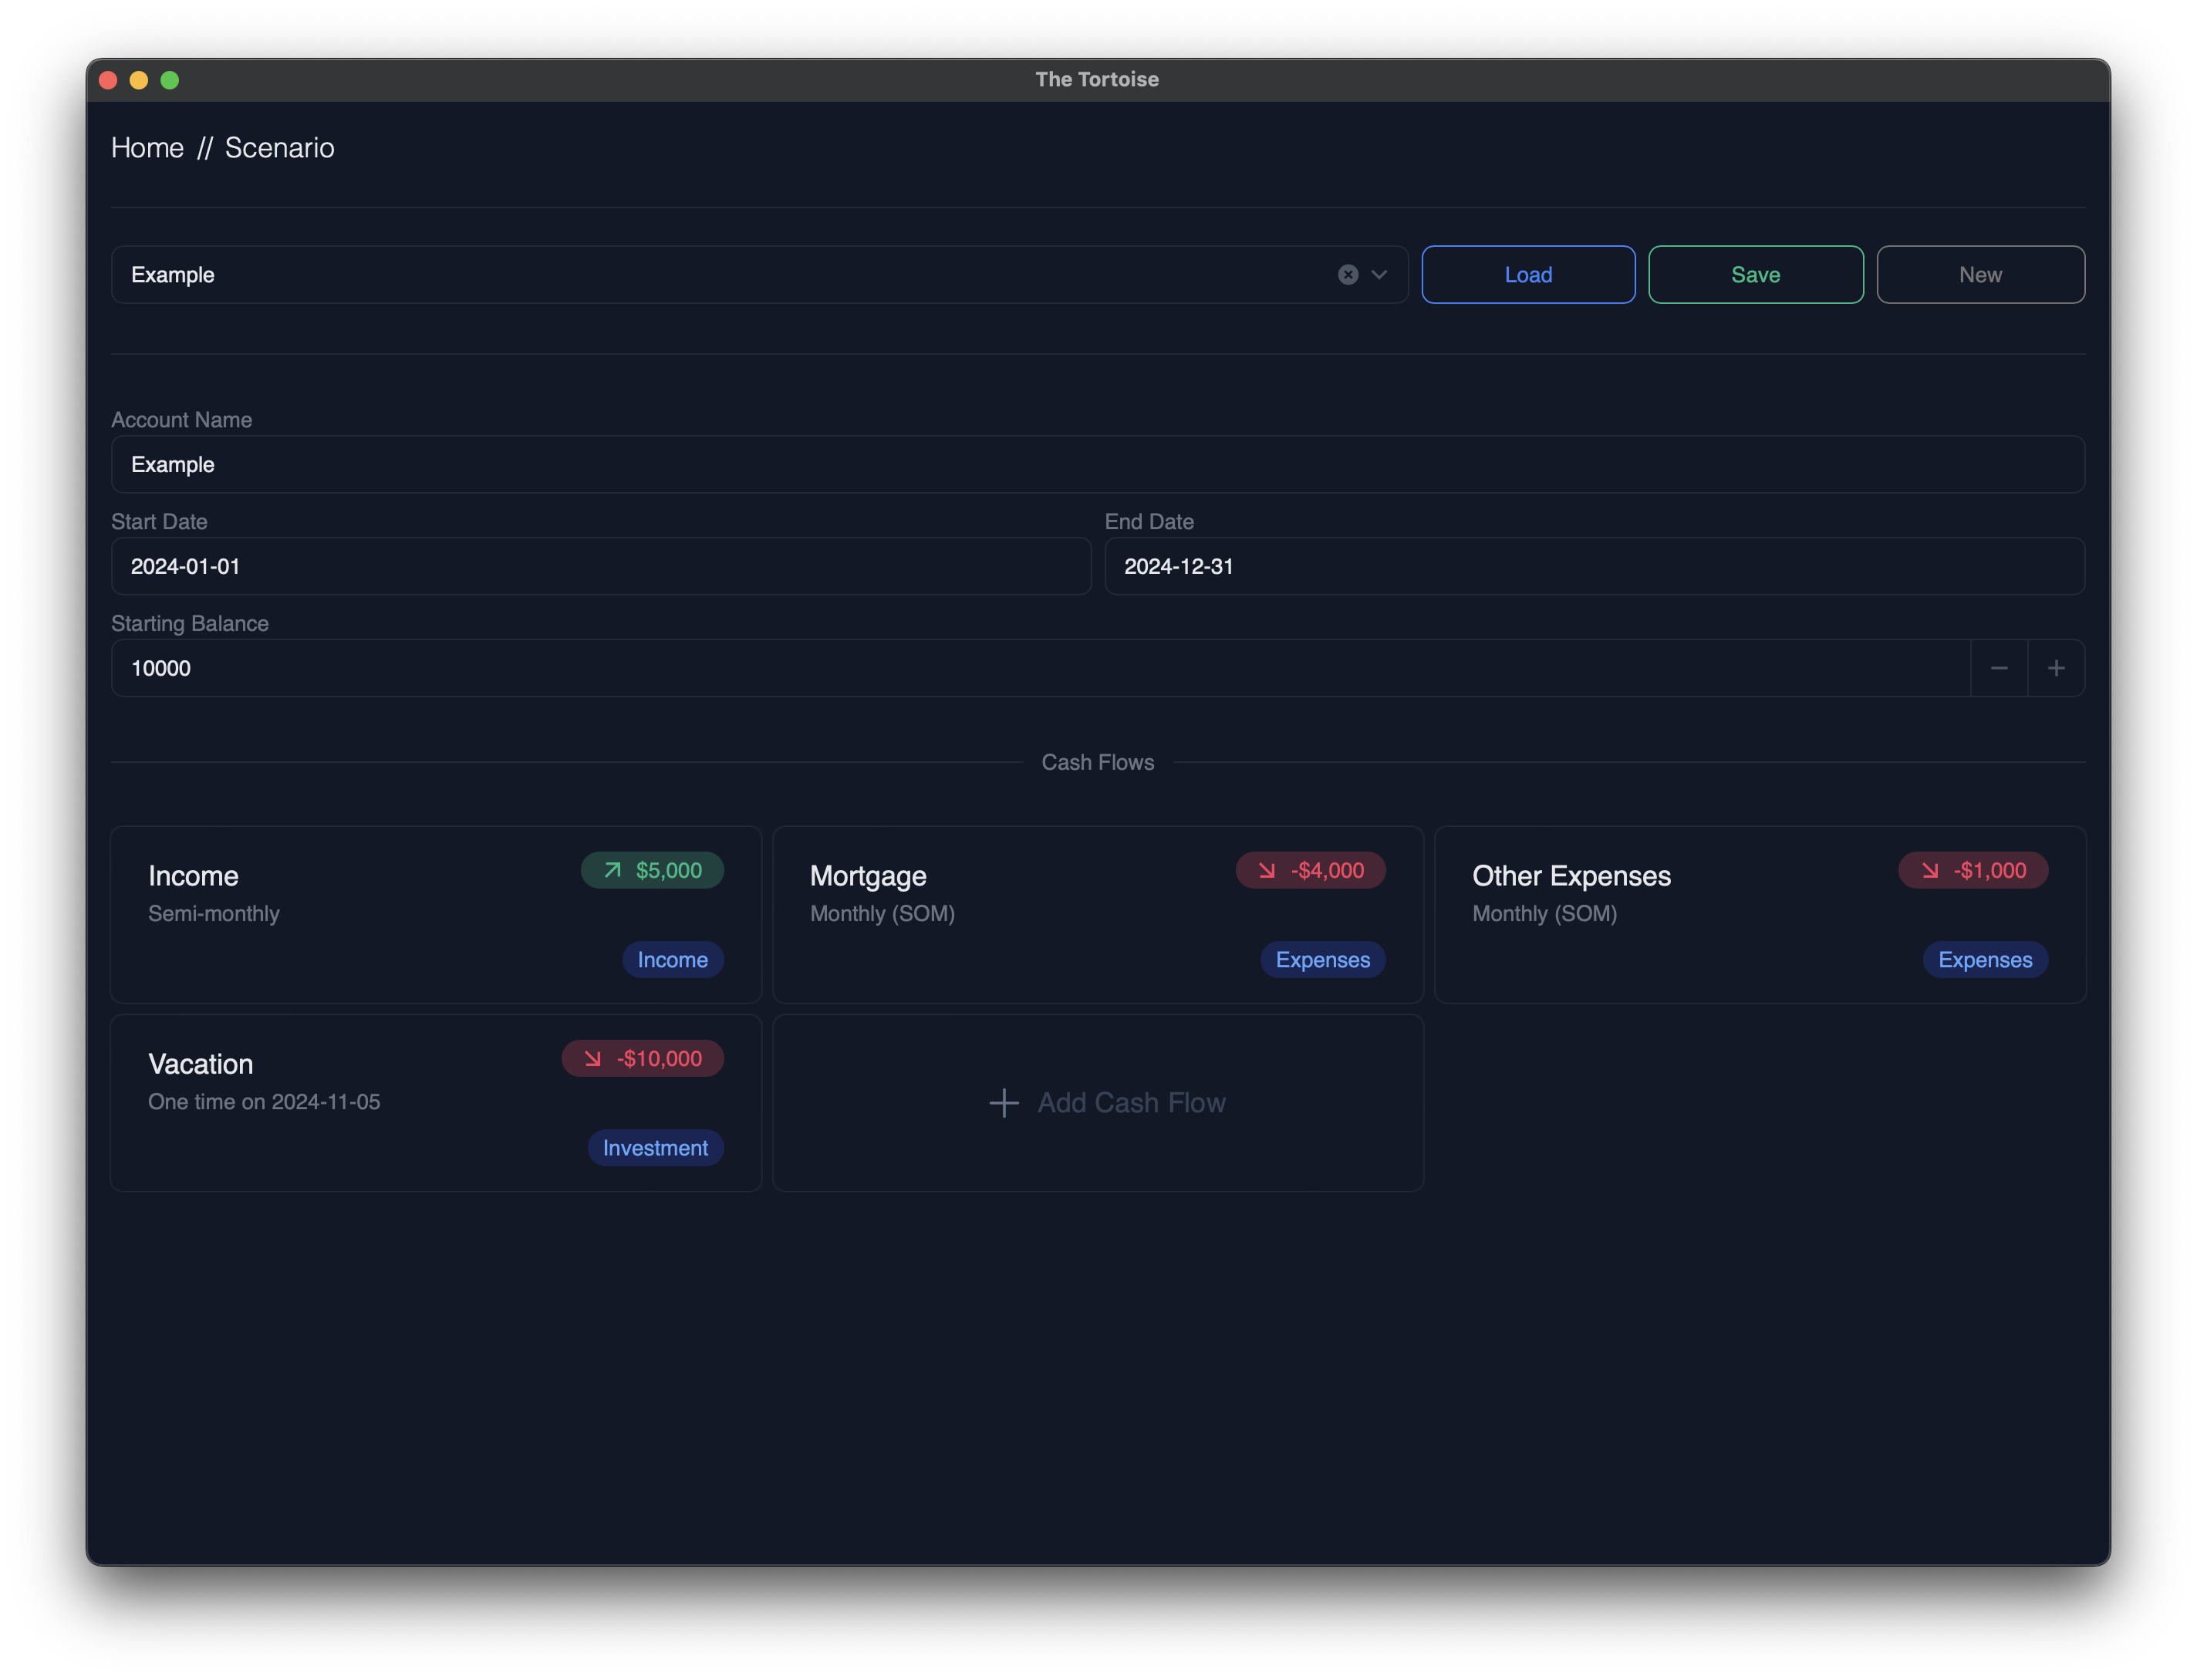 The Tortoise
Home // Scenario
Example
Load
Save
New
Account Name
Example
Start Date
End Date
2024-01-01
2024-12-31
Starting Balance
10000
Cash Flows
Income
$5,000
Semi-monthly
Income
Mortgage
-$4,000
Monthly (SOM)
Expenses
Other Expenses
-$1,000
Monthly (SOM)
Expenses
Vacation
-$10,000
One time on 2024-11-05
Investment
Add Cash Flow